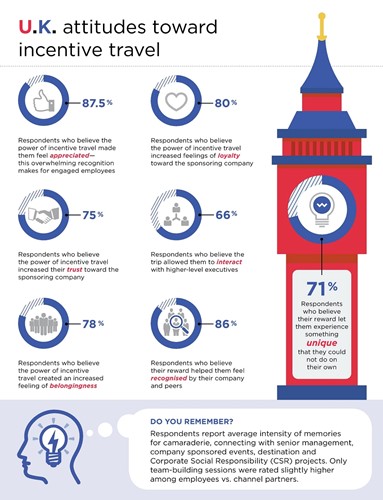 U.K. attitudes toward
incentive travel
87.5%
Respondents who believe the
power of incentive travel made
them feel appreciated—
this overwhelming recognition
makes for engaged employees
80%
Respondents who believe
the power of incentive travel
increased feelings of loyalty
toward the sponsoring company
75%
Respondents who believe
the power of incentive travel
increased their trust toward the
sponsoring company
66%
Respondents who believe
the trip allowed them to interact
with higher-level executives
78%
Respondents who believe
the power of incentive
travel created an increased
feeling of belongingness
86%
Respondents who believe
their reward helped them feel
recognised by their company
and peers
71%
Respondents
who believe
their reward let
them experience
something
unique
that they could
not do on
their own
DO YOU REMEMBER?
Respondents report average intensity of memories
for camaraderie, connecting with senior management,
company sponsored events, destination and
Corporate Social Responsibility (CSR) projects. Only
team-building sessions were rated slightly higher
among employees vs. channel partners.